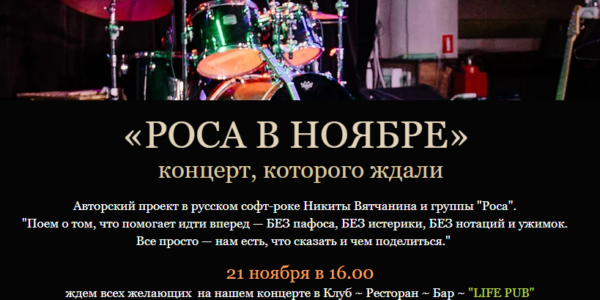 «РОСА В НОЯБРЕ»
концерт, которого ждали
Авторский проект в русском софт-роке Никиты Вятчанина и группы "Роса".
"Поем о том, что помогает идти вперед — БЕЗ пафоса, БЕЗ истерики, БЕЗ нотаций и ужимок.
Все просто — нам есть, что сказать и чем поделиться."
21 ноября в 16.00
ждем всех желающих на нашем концерте в Клуб ~ Ресторан ~ Бар ~ "LIFE PUB"